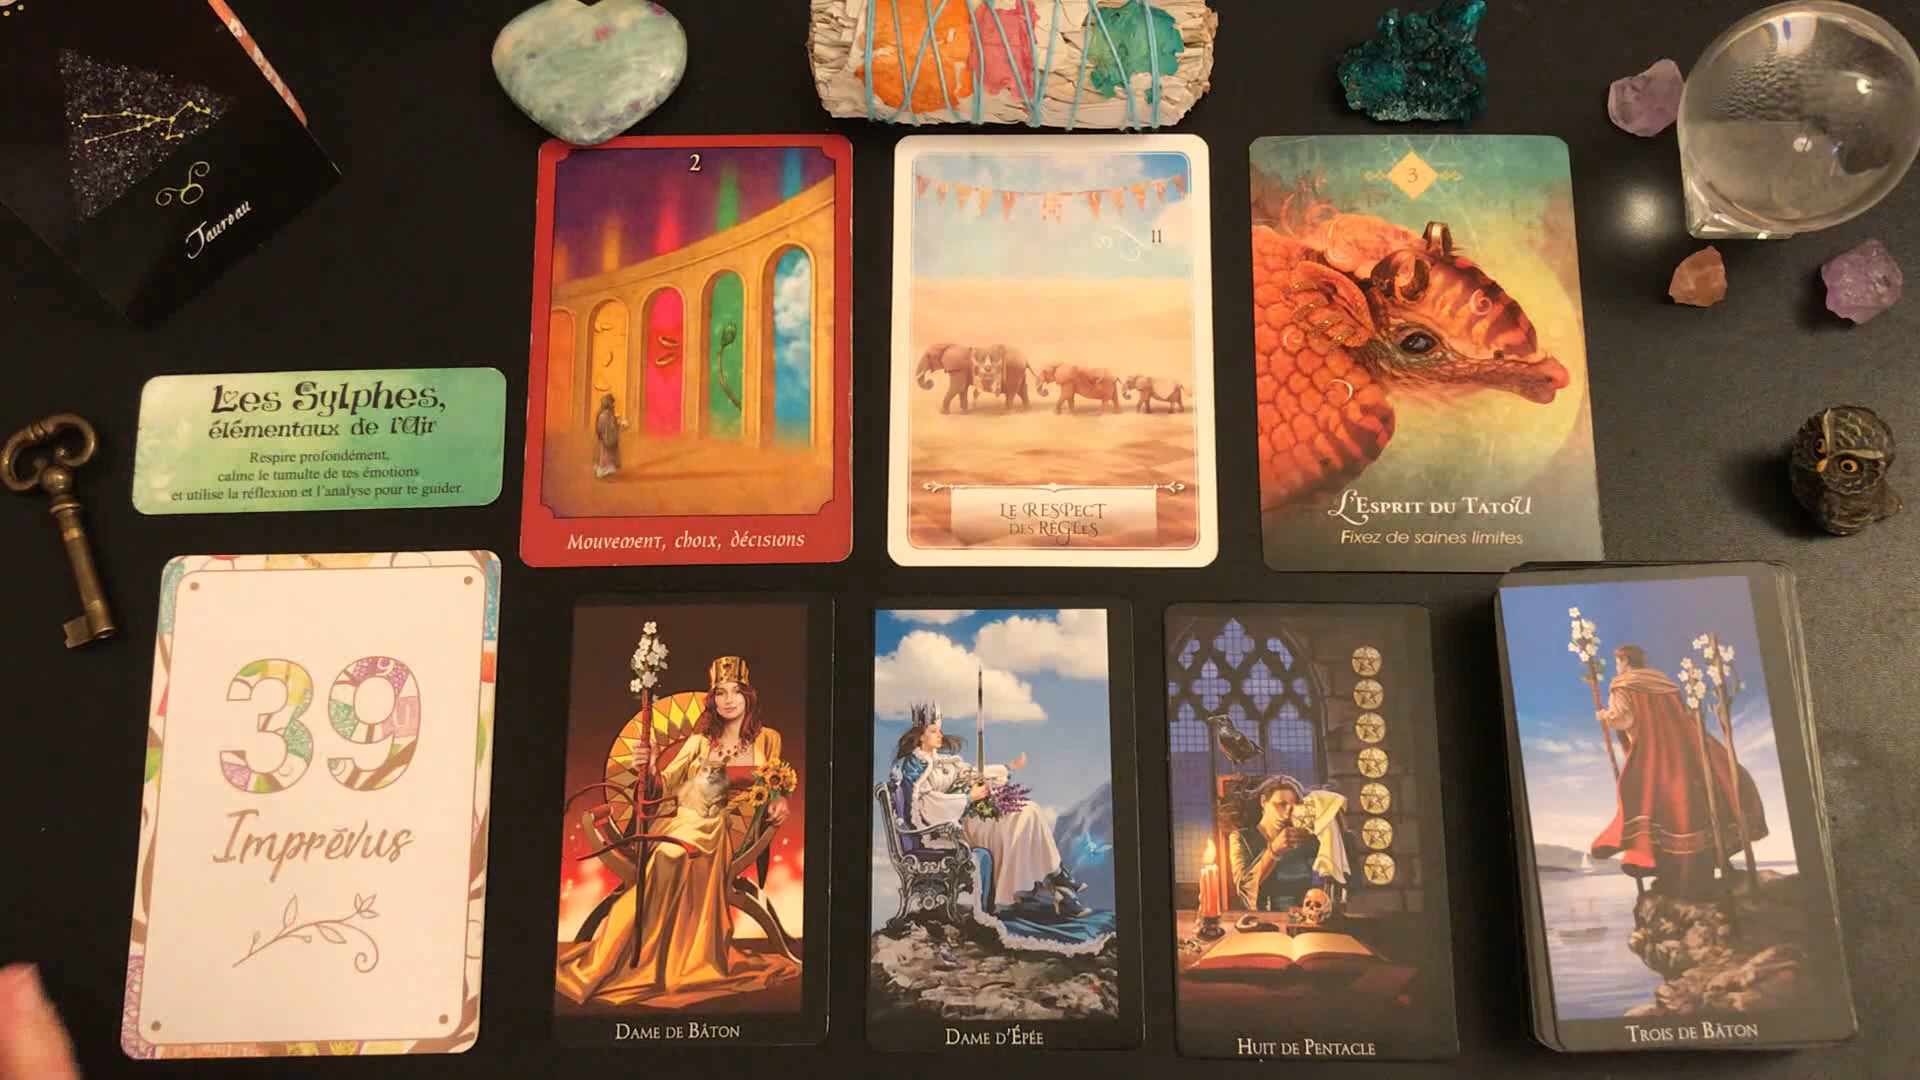 Taureau
2
11
3
Les Sylphes,
élémentaux de l'Air
Respire profondément,
calme le tumulte de tes émotions
et utilise la réflexion et l'analyse pour te guider.
Mouvement, choix, décisions
LE RESPECT
DES RÈGLES
L'ESPRIT DU TATOU
Fixez de saines limites
39
Imprévus
DAME DE BÂTON
DAME D'ÉPÉE
HUIT DE PENTACLE
TROIS DE BÂTON